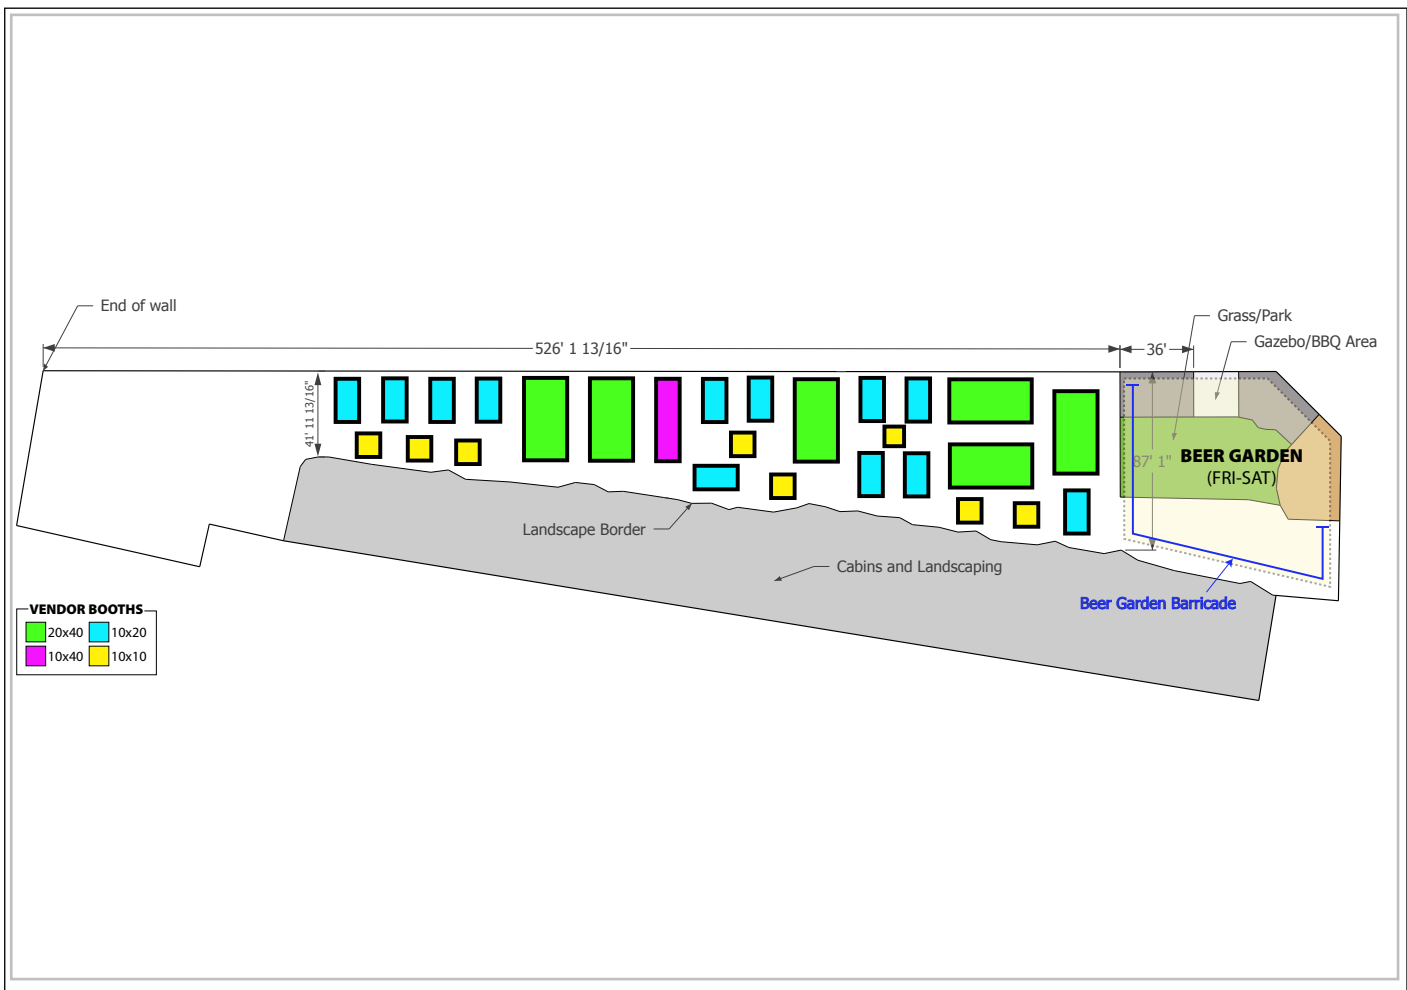 End of wall
Grass/Park
Gazebo/BBQ Area
526' 1 13/16"
36'
41' 11 13/16"
87' 1"
BEER GARDEN
(FRI-SAT)
Landscape Border
Cabins and Landscaping
Beer Garden Barricade
VENDOR BOOTHS
20x40 10x20
10x40 10x10